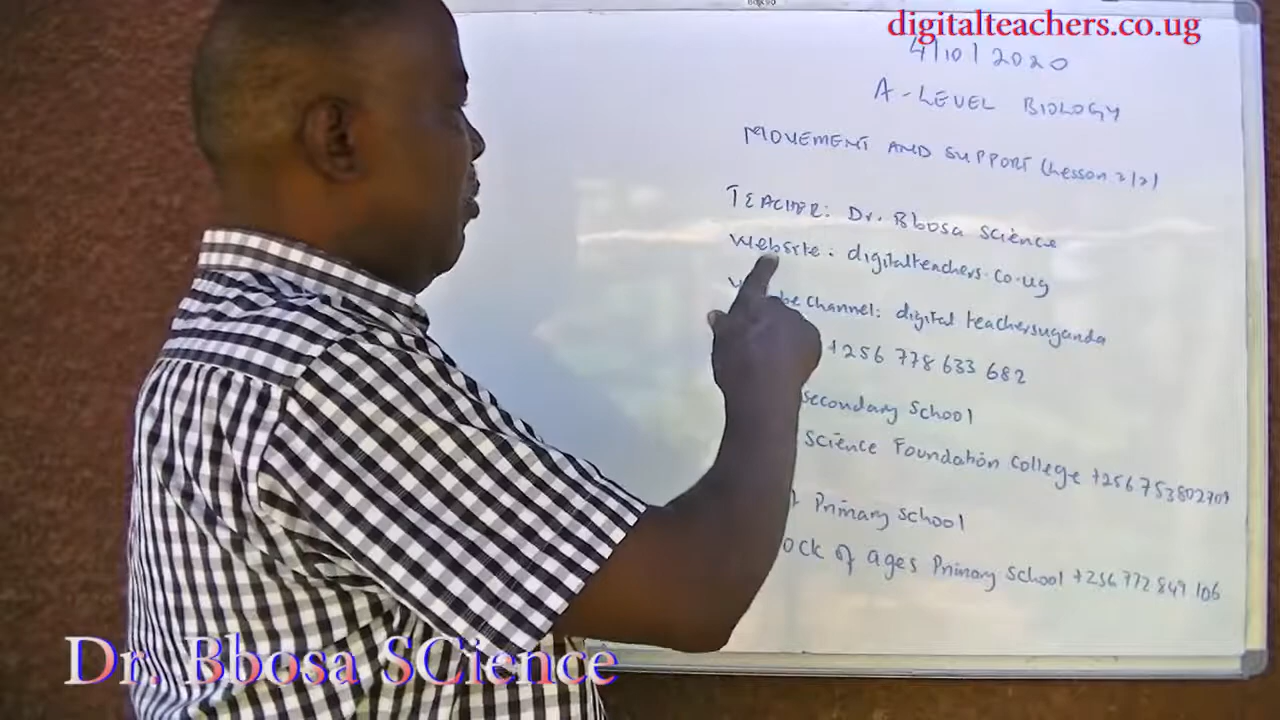 digitalteachers.co.ug
4/10/2020
A-LEVEL BIOLOGY
MOVEMENT AND SUPPORT (Lesson 2/2)
TEACHER: Dr. Bbosa Science
Website: digitalteachers.co.ug
be channel: digital teachersuganda
+256 778 633 682
secondary school
Science Foundation College +256 753802709
Primary school
ock of ages Primary school +256 772 849 106
Dr. Bbosa SCience